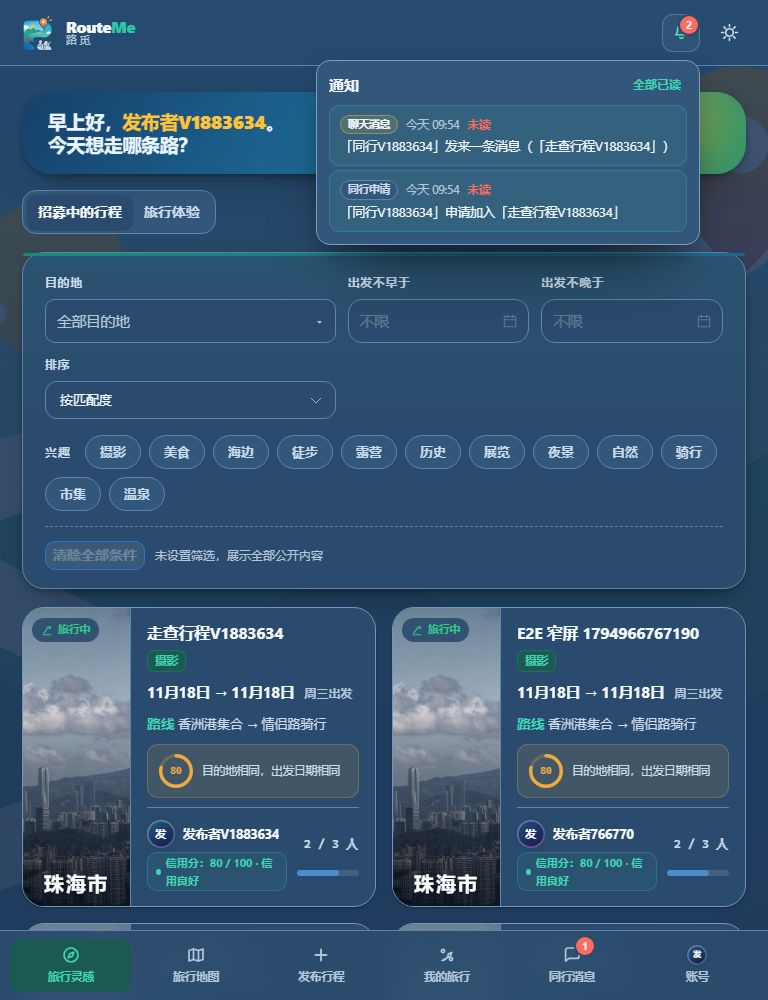 RouteMe
路觅
2
通知
全部已读
聊天消息 今天 09:54 未读
「同行V1883634」发来一条消息（「走查行程V1883634」）
同行申请 今天 09:54 未读
「同行V1883634」申请加入「走查行程V1883634」
早上好，发布者V1883634。
今天想走哪条路？
招募中的行程 旅行体验
目的地 出发不早于 出发不晚于
全部目的地 不限 不限
排序
按匹配度
兴趣 摄影 美食 海边 徒步 露营 历史 展览 夜景 自然 骑行
市集 温泉
清除全部条件 未设置筛选，展示全部公开内容
旅行中
走查行程V1883634
摄影
11月18日 → 11月18日 周三出发
路线 香洲港集合 → 情侣路骑行
80 目的地相同，出发日期相同
发 发布者V1883634
2 / 3 人
信用分：80 / 100 · 信
用良好
珠海市
旅行中
E2E 窄屏 1794966767190
摄影
11月18日 → 11月18日 周三出发
路线 香洲港集合 → 情侣路骑行
80 目的地相同，出发日期相同
发 发布者766770
2 / 3 人
信用分：80 / 100 · 信
用良好
珠海市
1
发
旅行灵感 旅行地图 发布行程 我的旅行 同行消息 账号